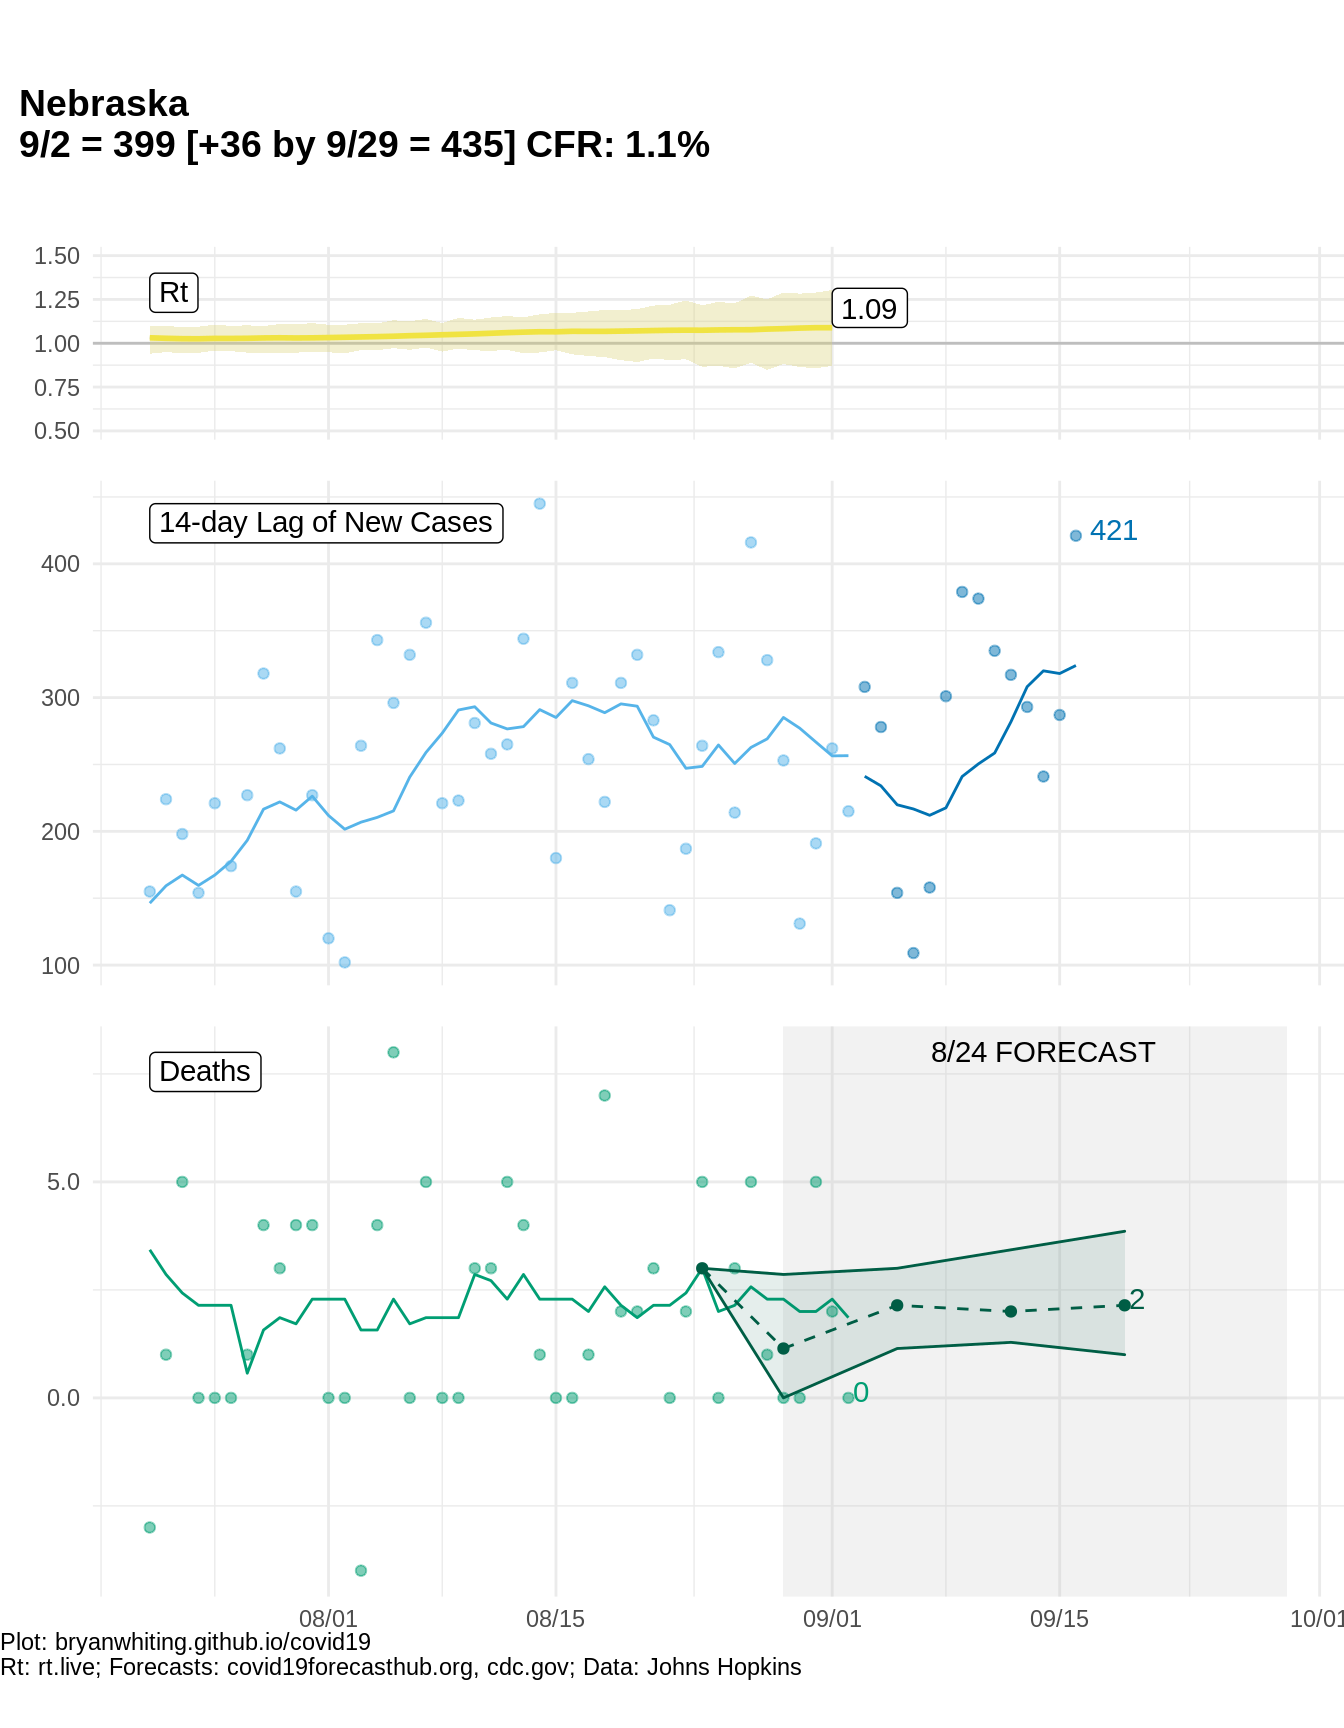 Nebraska
9/2 = 399 [+36 by 9/29 = 435] CFR: 1.1%
1.50
1.25
1.00
0.75
0.50
Rt
1.09
14-day Lag of New Cases
421
400
300
200
100
Deaths
8/24 FORECAST
5.0
0.0
2
0
08/01 08/15 09/01 09/15 10/01
Plot: bryanwhiting.github.io/covid19
Rt: rt.live; Forecasts: covid19forecasthub.org, cdc.gov; Data: Johns Hopkins